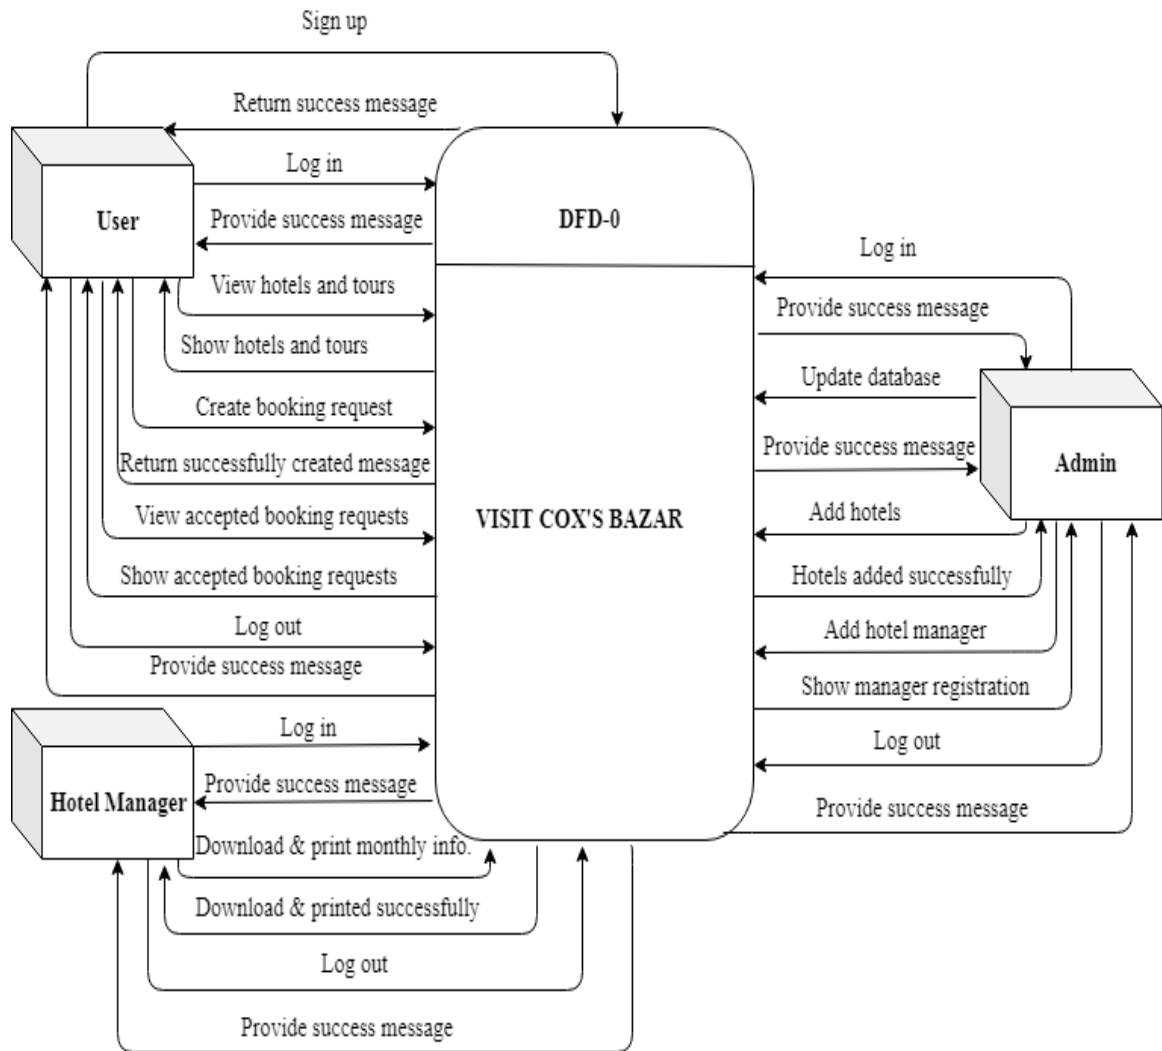 Sign up
Return success message
Log in
User
Provide success message
DFD-0
View hotels and tours
Show hotels and tours
Create booking request
Return successfully created message
View accepted booking requests
Show accepted booking requests
Log out
Provide success message
VISIT COX'S BAZAR
Log in
Provide success message
Update database
Provide success message
Admin
Add hotels
Hotels added successfully
Add hotel manager
Show manager registration
Log out
Provide success message
Log in
Provide success message
Hotel Manager
Download & print monthly info.
Download & printed successfully
Log out
Provide success message